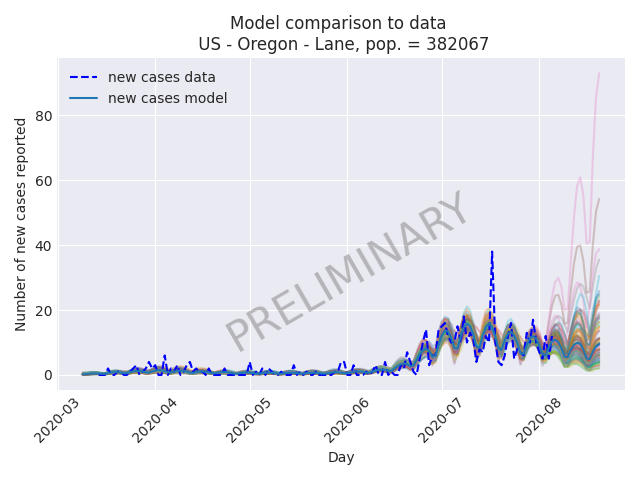 Model comparison to data
US - Oregon - Lane, pop. = 382067
new cases data
new cases model
PRELIMINARY
Number of new cases reported
80
60
40
20
0
2020-03
2020-04
2020-05
2020-06
2020-07
2020-08
Day